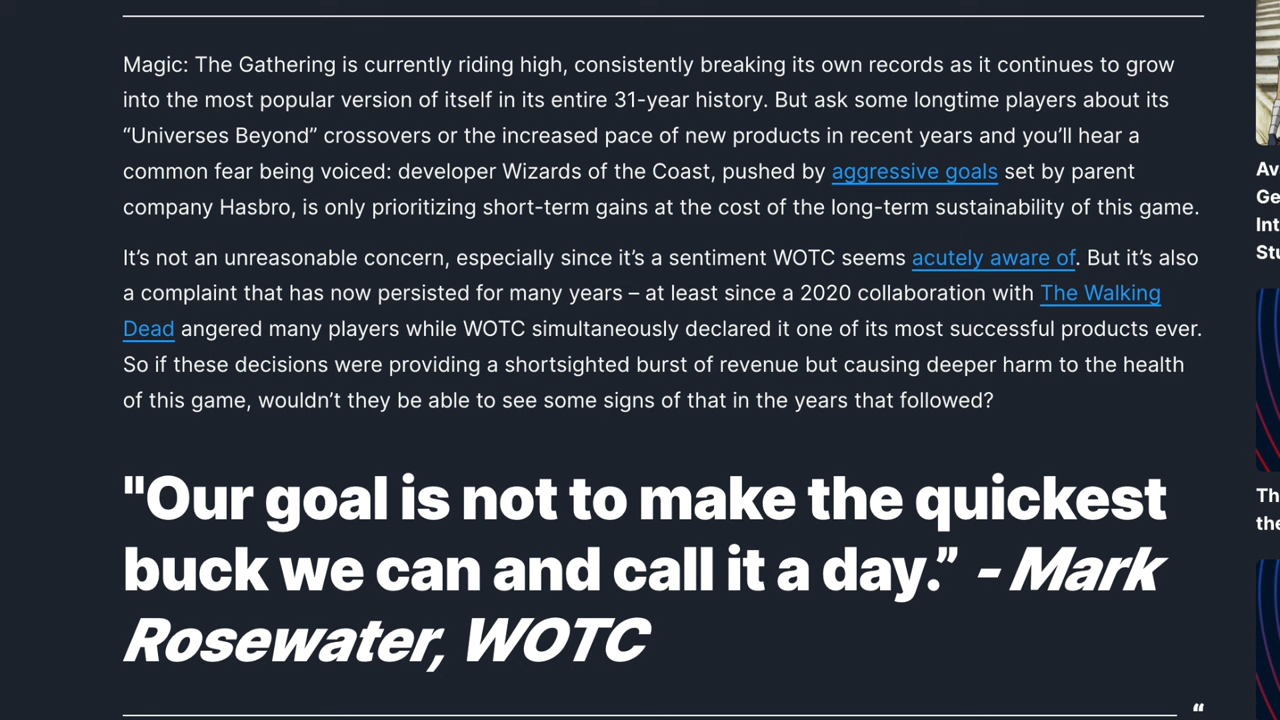 Magic: The Gathering is currently riding high, consistently breaking its own records as it continues to grow
into the most popular version of itself in its entire 31-year history. But ask some longtime players about its
“Universes Beyond” crossovers or the increased pace of new products in recent years and you’ll hear a
common fear being voiced: developer Wizards of the Coast, pushed by aggressive goals set by parent
company Hasbro, is only prioritizing short-term gains at the cost of the long-term sustainability of this game.
It’s not an unreasonable concern, especially since it’s a sentiment WOTC seems acutely aware of. But it’s also
a complaint that has now persisted for many years – at least since a 2020 collaboration with The Walking
Dead angered many players while WOTC simultaneously declared it one of its most successful products ever.
So if these decisions were providing a shortsighted burst of revenue but causing deeper harm to the health
of this game, wouldn’t they be able to see some signs of that in the years that followed?
"Our goal is not to make the quickest
buck we can and call it a day.” - Mark
Rosewater, WOTC
“
Av
Ge
Int
Stu
Th
the